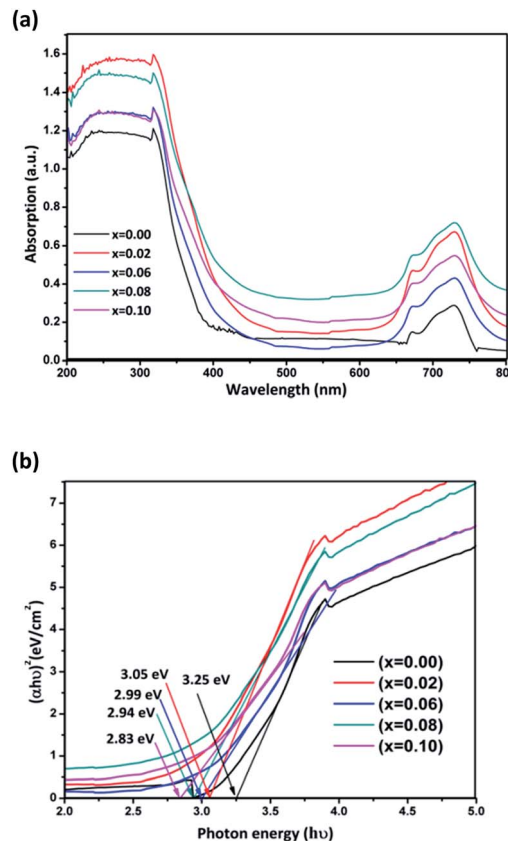 (a)
1.6
1.4
1.2
1.0
0.8
0.6
0.4
0.2
0.0
Absorption (a.u.)
x=0.00
x=0.02
x=0.06
x=0.08
x=0.10
200 300 400 500 600 700 80
Wavelength (nm)
(b)
7
6
5
4
3
2
1
0
(αhυ)² (eV/cm²)
3.05 eV
3.25 eV
2.99 eV
2.94 eV
2.83 eV
(x=0.00)
(x=0.02)
(x=0.06)
(x=0.08)
(x=0.10)
2.0 2.5 3.0 3.5 4.0 4.5 5.0
Photon energy (hυ)